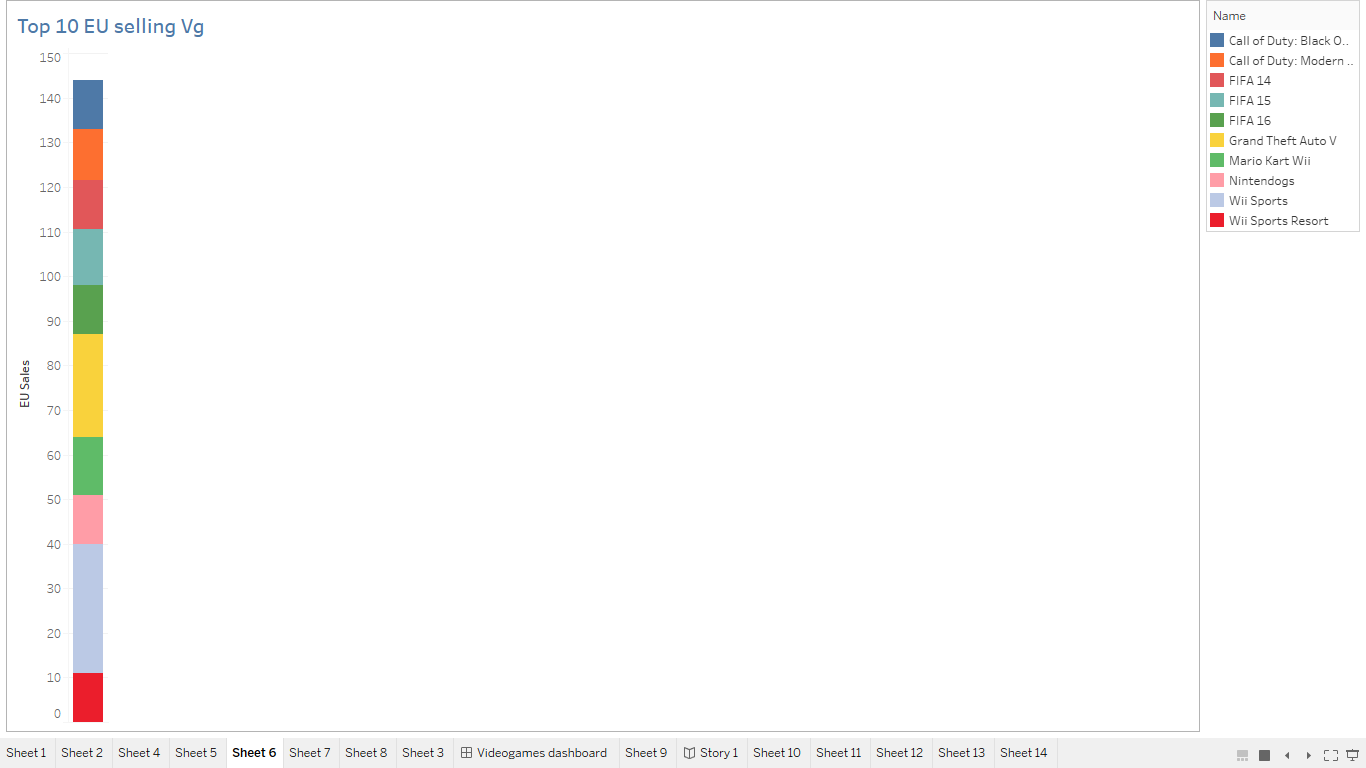 Top 10 EU selling Vg
150
140
130
120
110
100
90
80
70
60
50
40
30
20
10
0
EU Sales
Name
Call of Duty: Black O..
Call of Duty: Modern ..
FIFA 14
FIFA 15
FIFA 16
Grand Theft Auto V
Mario Kart Wii
Nintendogs
Wii Sports
Wii Sports Resort
Sheet 1 Sheet 2 Sheet 4 Sheet 5 Sheet 6 Sheet 7 Sheet 8 Sheet 3 Videogames dashboard Sheet 9 Story 1 Sheet 10 Sheet 11 Sheet 12 Sheet 13 Sheet 14